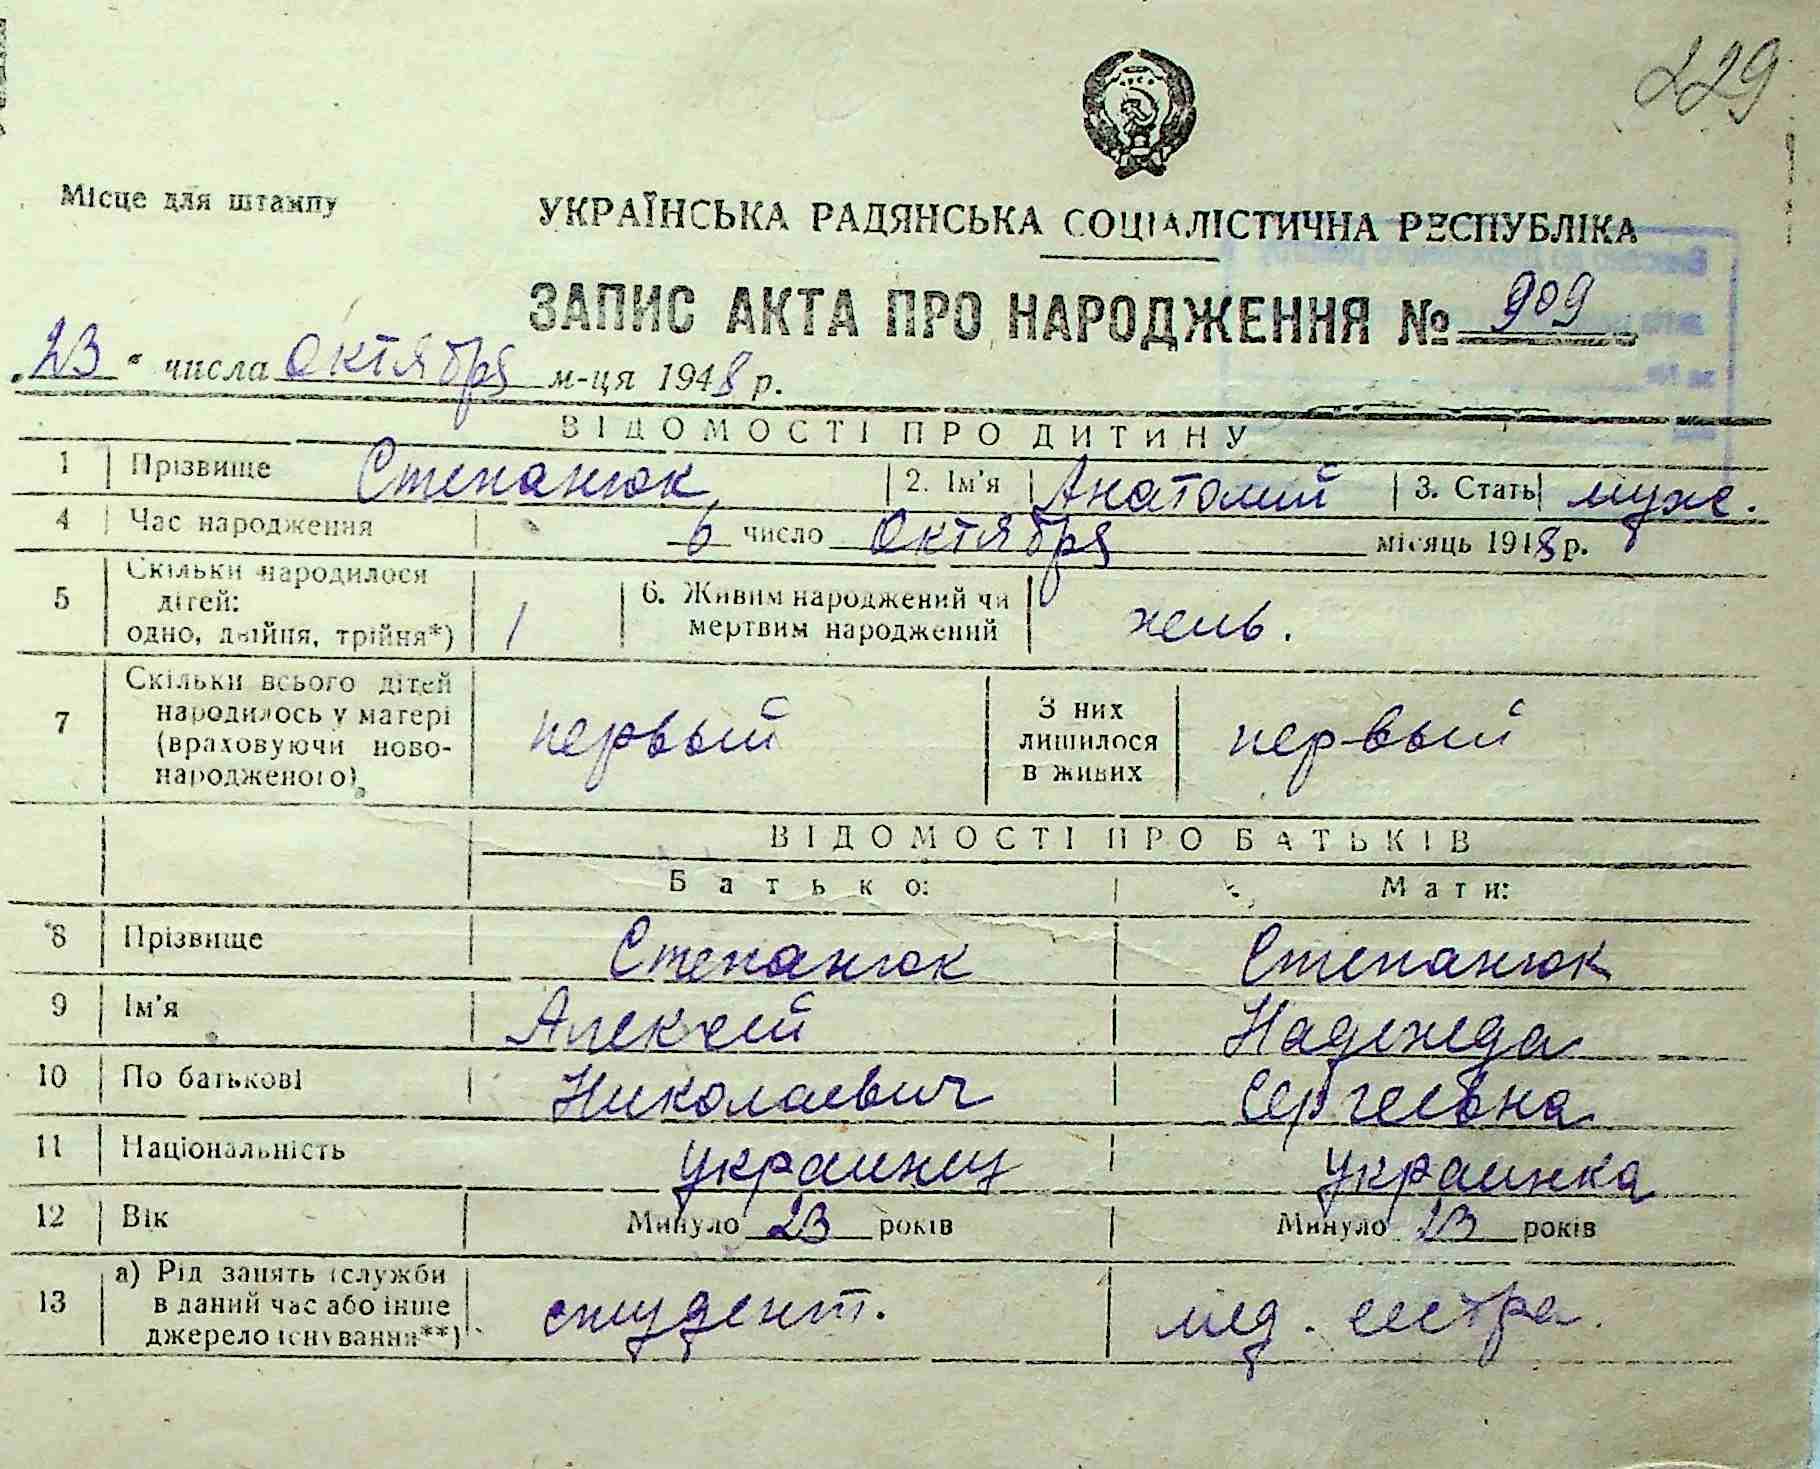 229
Місце для штампу
УКРАЇНСЬКА РАДЯНСЬКА СОЦІАЛІСТИЧНА РЕСПУБЛІКА
ЗАПИС АКТА ПРО НАРОДЖЕННЯ № 909
„23" числа Октября м-ця 1948 р.
ВІДОМОСТІ ПРО ДИТИНУ
1 Прізвище Степанюк 2. Ім'я Анатолий 3. Стать муж.
4 Час народження 6 число Октября місяць 1948 р.
5 Скільки народилося
дітей:
одно, двійня, трійня*) 1
6. Живим народжений чи
мертвим народжений
7 Скільки всього дітей
народилось у матері
(враховуючи ново-
народженого)
первый
З них
лишилося
в живих
первый
ВІДОМОСТІ ПРО БАТЬКІВ
Батько: Мати:
8 Прізвище Степанюк Степанюк
9 Ім'я Алексей Надежда
10 По батькові Николаевич Сергеевна
11 Національність украинец украинка
12 Вік Минуло 23 років Минуло 23 років
13 а) Рід занять (служби
в даний час або інше
джерело існування**)
студент. мед. сестра.